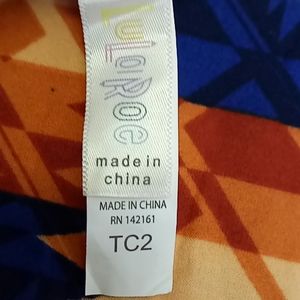 LuLaRoe
made in
china
MADE IN CHINA
RN 142161
TC2